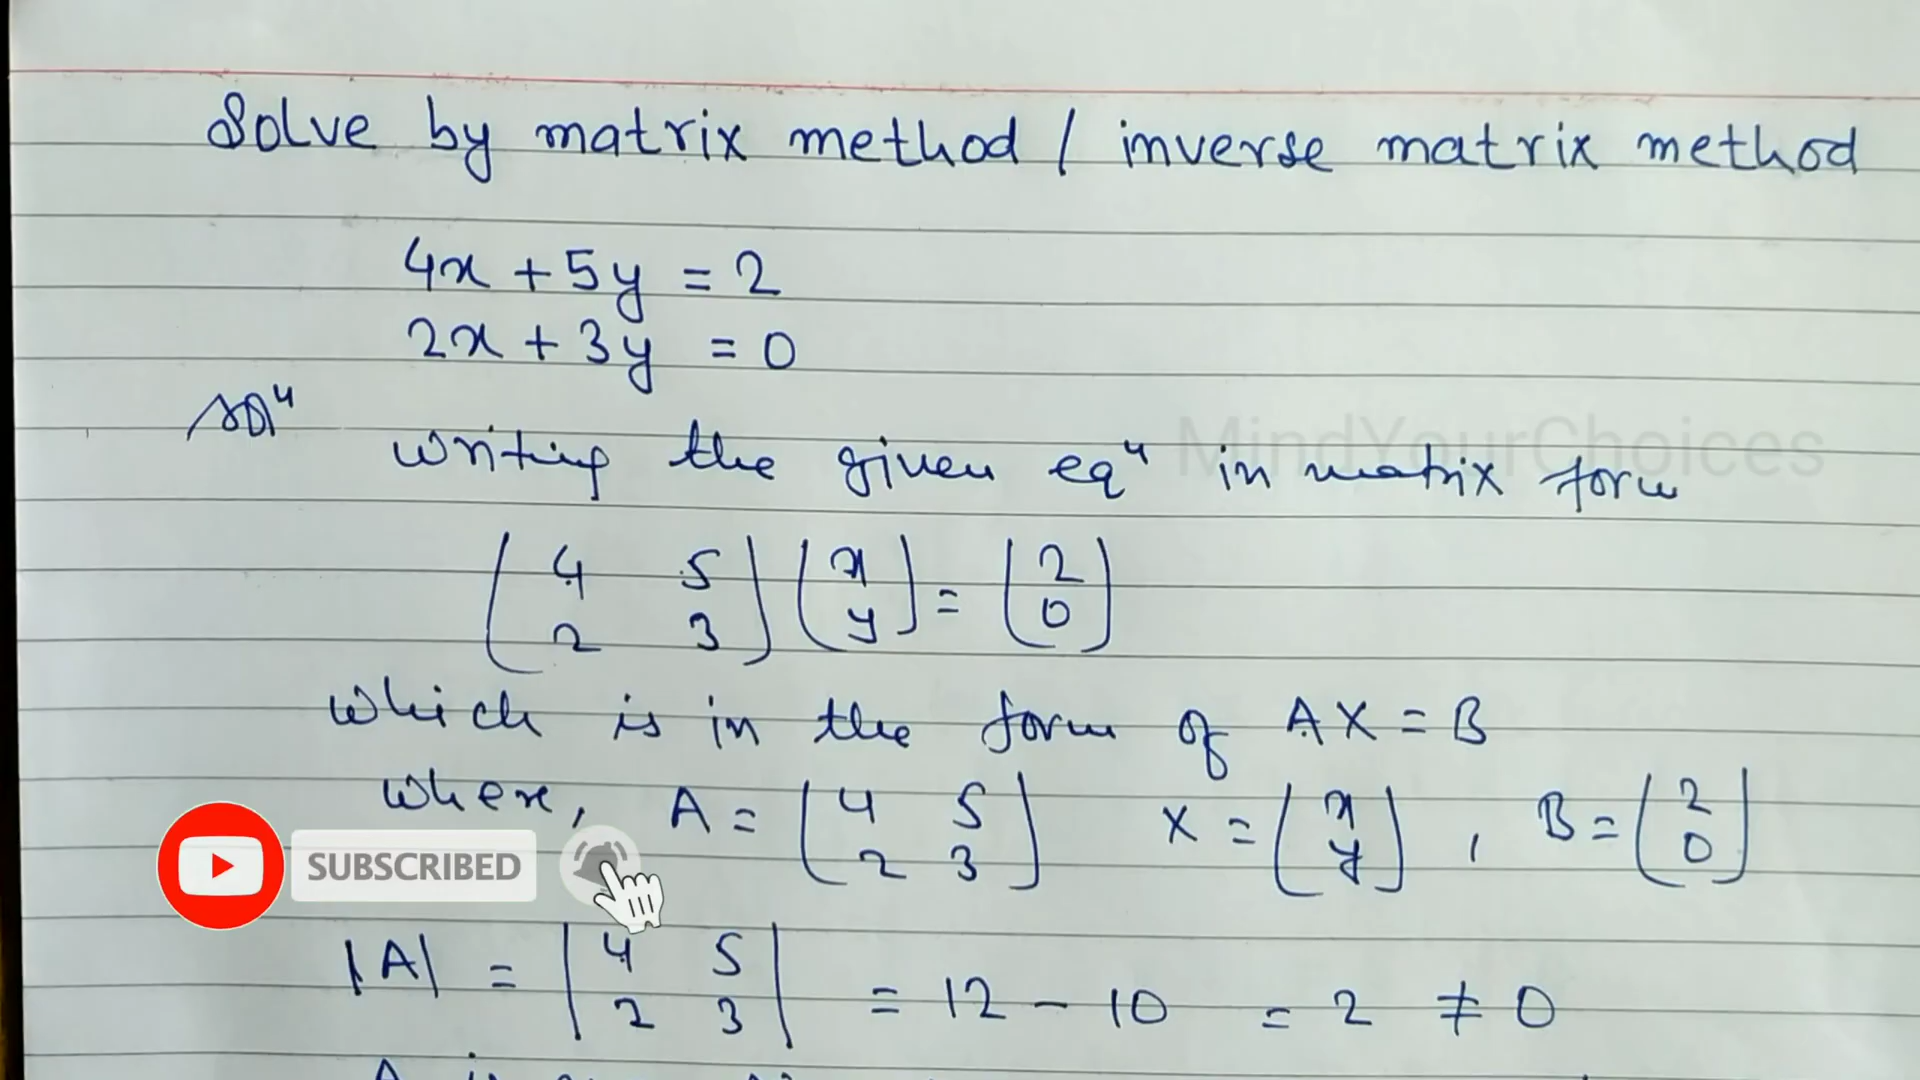 Solve by matrix method / inverse matrix method
4x + 5y = 2
2x + 3y = 0
Solⁿ
writing the given eqⁿ in matrix form
MindYourChoices
( 4 5 ) ( x ) = ( 2 )
( 2 3 ) ( y ) ( 0 )
which is in the form of AX = B
where, A = ( 4 5 ) X = ( x ) , B = ( 2 )
( 2 3 ) ( y ) ( 0 )
SUBSCRIBED
|A| = | 4 5 | = 12 - 10 = 2 ≠ 0
| 2 3 |